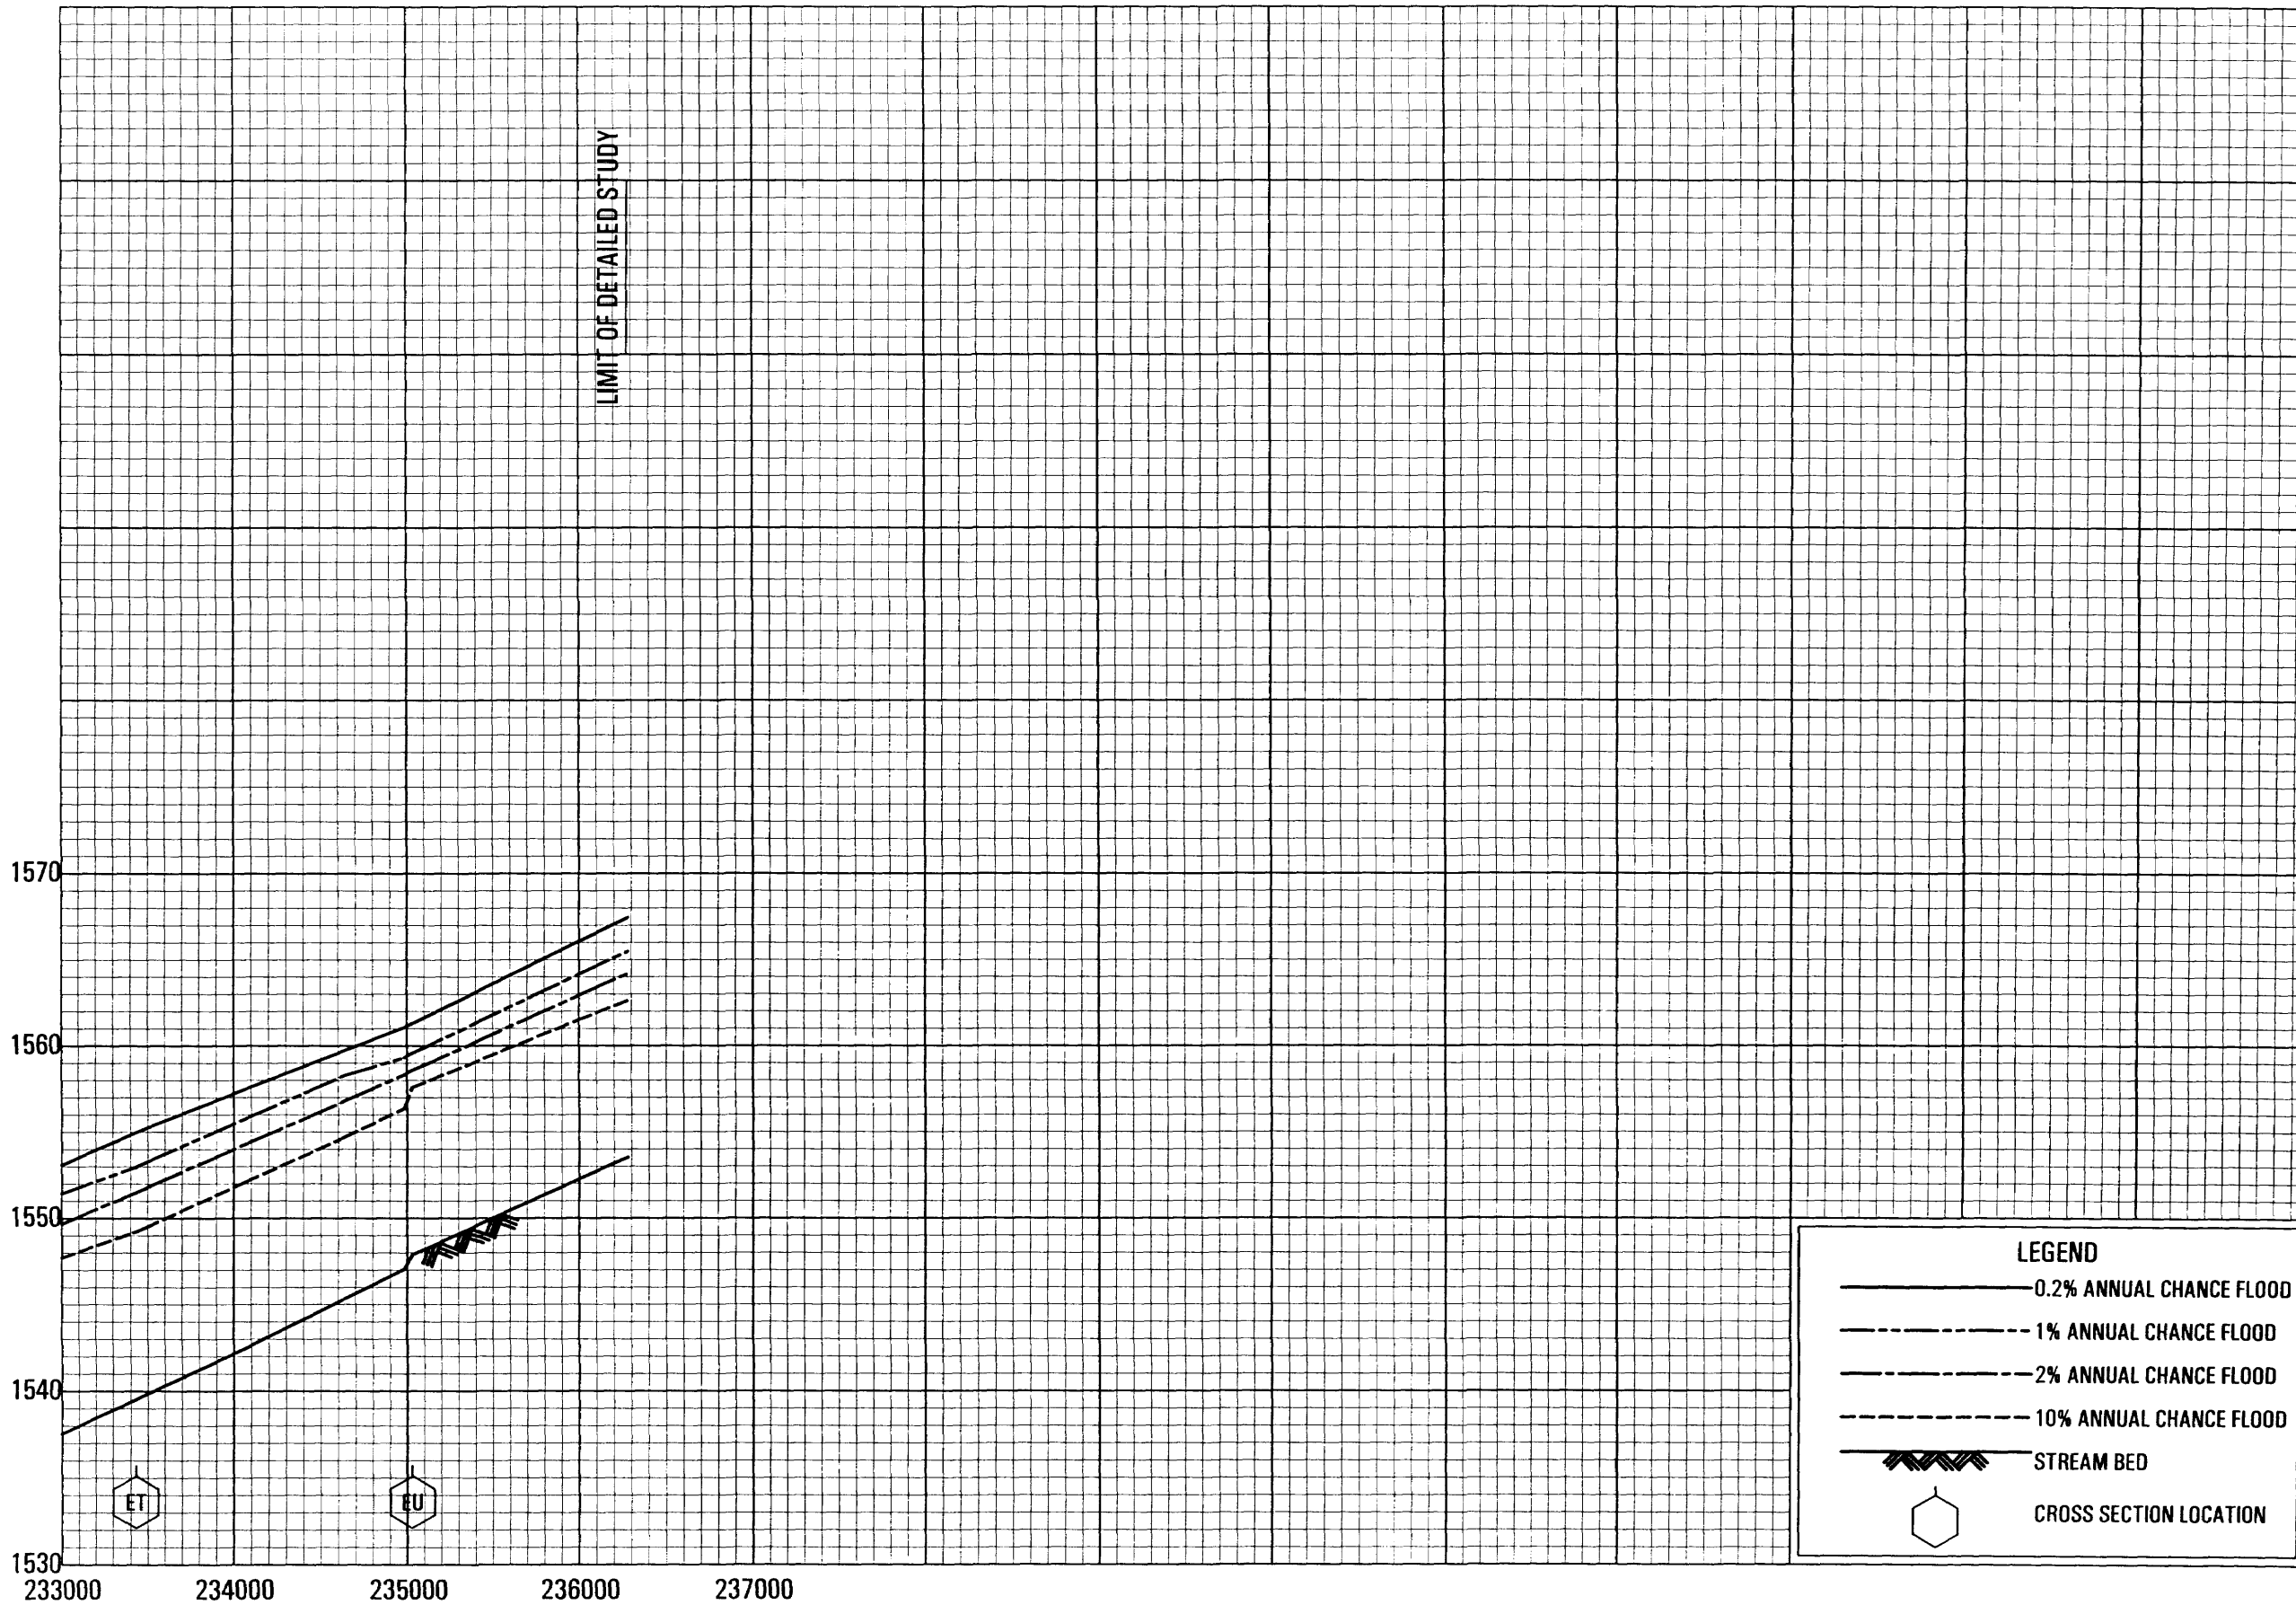 LIMIT OF DETAILED STUDY
1570
1560
1550
1540
1530
ET
EU
233000 234000 235000 236000 237000
LEGEND
0.2% ANNUAL CHANCE FLOOD
1% ANNUAL CHANCE FLOOD
2% ANNUAL CHANCE FLOOD
10% ANNUAL CHANCE FLOOD
STREAM BED
CROSS SECTION LOCATION